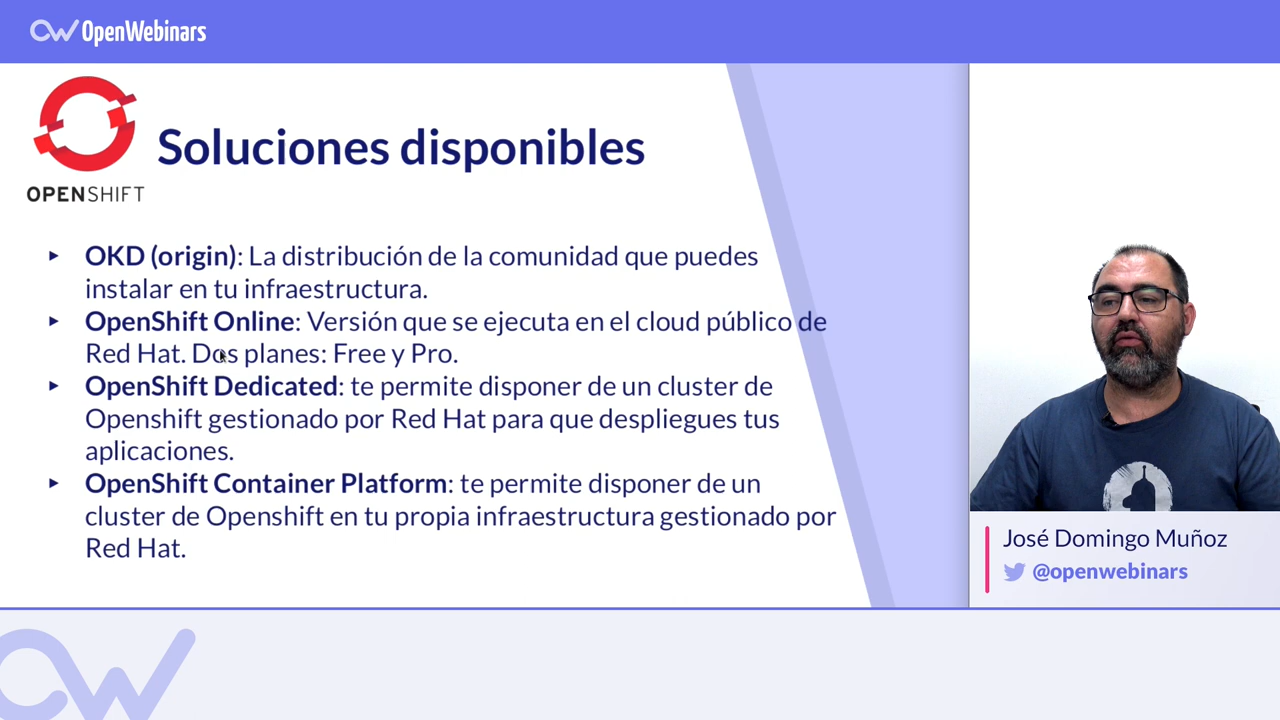 OpenWebinars
OPENSHIFT
Soluciones disponibles
▸ OKD (origin): La distribución de la comunidad que puedes
instalar en tu infraestructura.
▸ OpenShift Online: Versión que se ejecuta en el cloud público de
Red Hat. Dos planes: Free y Pro.
▸ OpenShift Dedicated: te permite disponer de un cluster de
Openshift gestionado por Red Hat para que despliegues tus
aplicaciones.
▸ OpenShift Container Platform: te permite disponer de un
cluster de Openshift en tu propia infraestructura gestionado por
Red Hat.
José Domingo Muñoz
@openwebinars